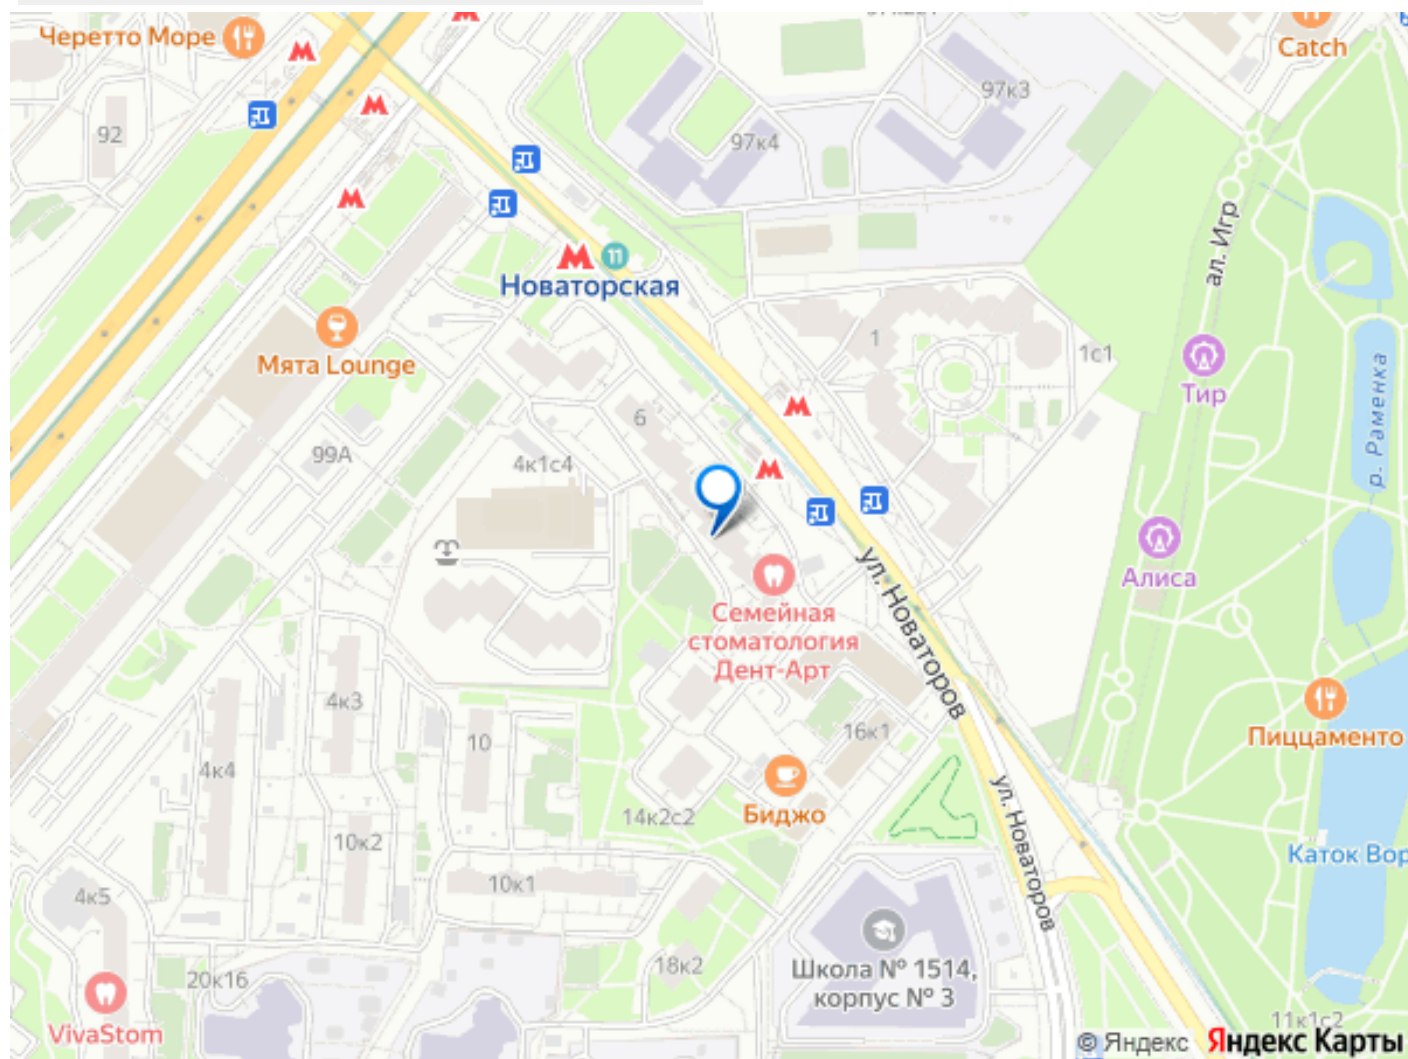 Черетто Море
Catch
97к3
92
97к4
ал. Игр
11
Новаторская
р. Раменка
1
1с1
Мята Lounge
Тир
6
99А
4к1с4
Алиса
ул. Новаторов
Семейная
стоматология
Дент-Арт
4к3
Пиццаменто
10
16к1
4к4
ул. Новаторов
Биджо
14к2с2
10к2
Каток Вор
10к1
4к5
Школа № 1514,
корпус № 3
18к2
20к16
VivaStom
11к1с2
© Яндекс Яндекс Карты